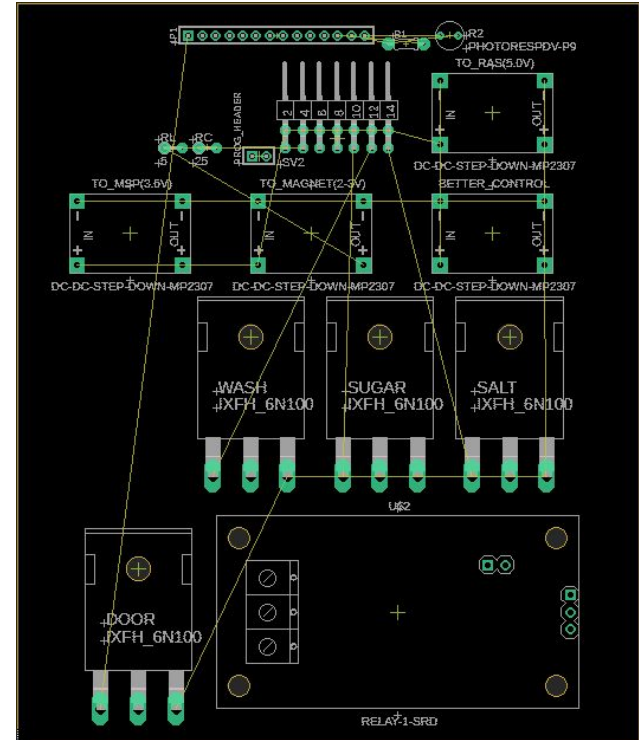 JP1
R1
R2
PHOTORESPDV-P9
TO_RAS(5.0V)
PROG_HEADER
2
4
6
8
10
12
14
IN
OUT
RL
RC
5
25
SV2
DC-DC-STEP-DOWN-MP2307
TO_MSP(3.6V)
TO_MAGNET(2-3V)
BETTER_CONTROL
IN
OUT
IN
OUT
IN
OUT
DC-DC-STEP-DOWN-MP2307
DC-DC-STEP-DOWN-MP2307
DC-DC-STEP-DOWN-MP2307
WASH
IXFH_6N100
SUGAR
IXFH_6N100
SALT
IXFH_6N100
U$2
DOOR
IXFH_6N100
RELAY-1-SRD